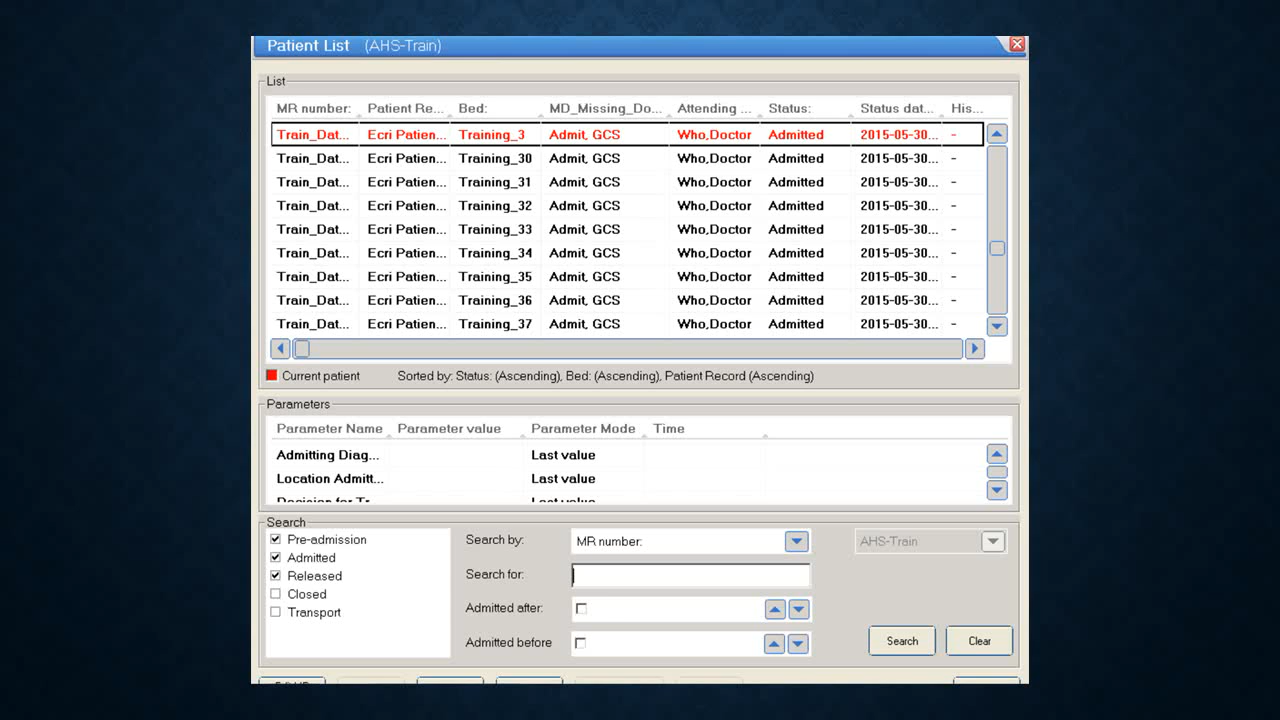 Patient List (AHS-Train)
List
MR number: Patient Re... Bed: MD_Missing_Do... Attending ... Status: Status dat... His...
Train_Dat... Ecri Patien... Training_3 Admit, GCS Who,Doctor Admitted 2015-05-30... -
Train_Dat... Ecri Patien... Training_30 Admit, GCS Who,Doctor Admitted 2015-05-30... -
Train_Dat... Ecri Patien... Training_31 Admit, GCS Who,Doctor Admitted 2015-05-30... -
Train_Dat... Ecri Patien... Training_32 Admit, GCS Who,Doctor Admitted 2015-05-30... -
Train_Dat... Ecri Patien... Training_33 Admit, GCS Who,Doctor Admitted 2015-05-30... -
Train_Dat... Ecri Patien... Training_34 Admit, GCS Who,Doctor Admitted 2015-05-30... -
Train_Dat... Ecri Patien... Training_35 Admit, GCS Who,Doctor Admitted 2015-05-30... -
Train_Dat... Ecri Patien... Training_36 Admit, GCS Who,Doctor Admitted 2015-05-30... -
Train_Dat... Ecri Patien... Training_37 Admit, GCS Who,Doctor Admitted 2015-05-30... -
Current patient Sorted by: Status: (Ascending), Bed: (Ascending), Patient Record (Ascending)
Parameters
Parameter Name Parameter value Parameter Mode Time
Admitting Diag... Last value
Location Admitt... Last value
Decision for Tr... Last value
Search
Pre-admission
Admitted
Released
Closed
Transport
Search by: MR number: AHS-Train
Search for:
Admitted after:
Admitted before
Search Clear